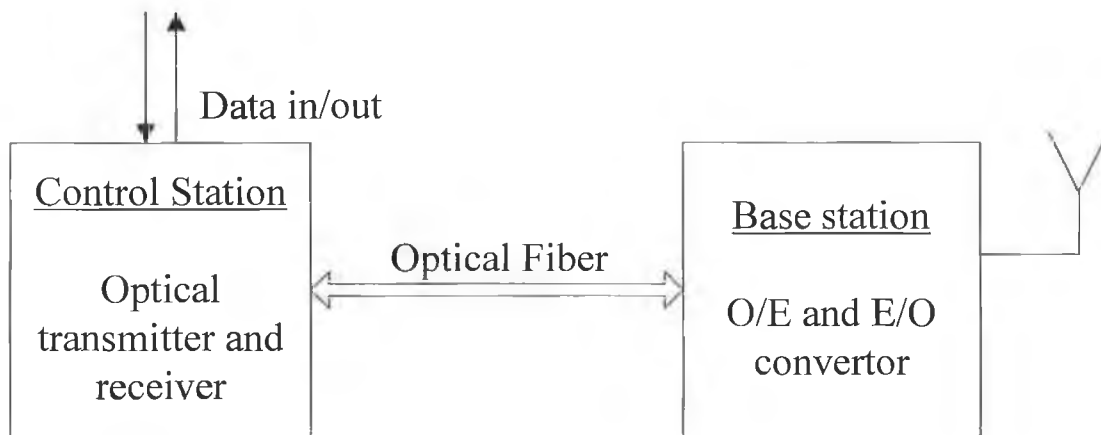 Data in/out
Control Station
Optical
transmitter and
receiver
Optical Fiber
Base station
O/E and E/O
convertor